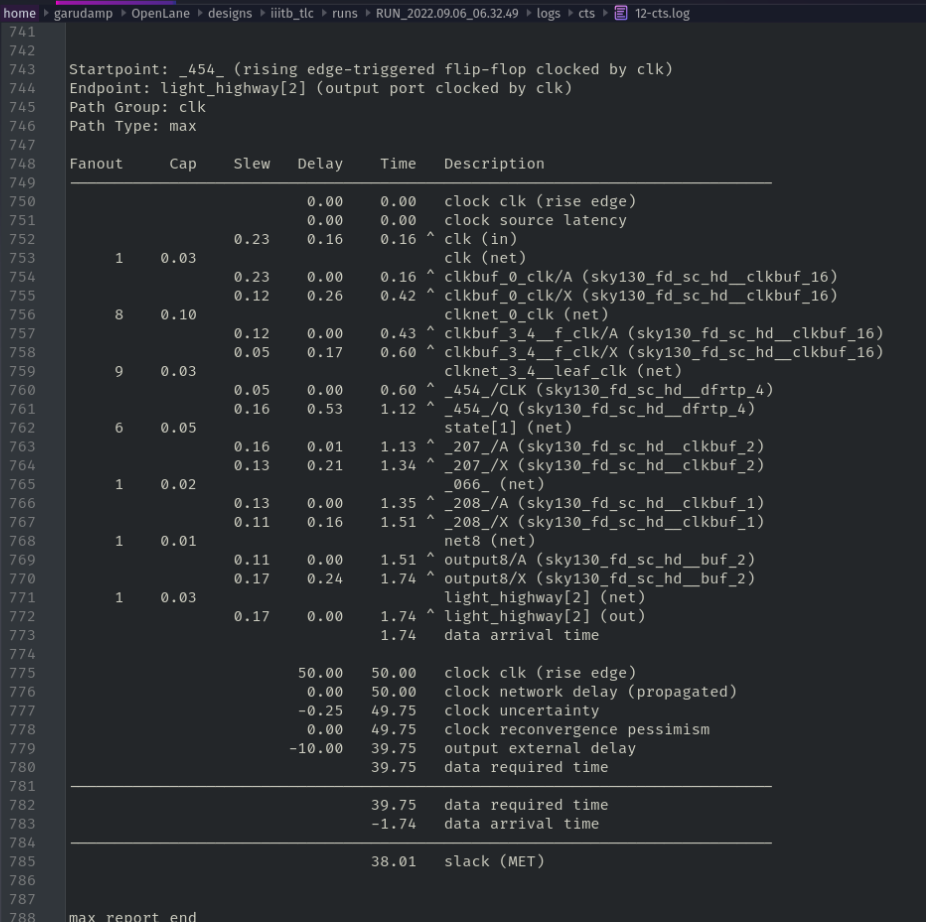 home garudamp OpenLane designs iiitb_tlc runs RUN_2022.09.06_06.32.49 logs cts 12-cts.log
741
742
743 Startpoint: _454_ (rising edge-triggered flip-flop clocked by clk)
744 Endpoint: light_highway[2] (output port clocked by clk)
745 Path Group: clk
746 Path Type: max
747
748 Fanout Cap Slew Delay Time Description
749
750 0.00 0.00 clock clk (rise edge)
751 0.00 0.00 clock source latency
752 0.23 0.16 0.16 ^ clk (in)
753 1 0.03 clk (net)
754 0.23 0.00 0.16 ^ clkbuf_0_clk/A (sky130_fd_sc_hd__clkbuf_16)
755 0.12 0.26 0.42 ^ clkbuf_0_clk/X (sky130_fd_sc_hd__clkbuf_16)
756 8 0.10 clknet_0_clk (net)
757 0.12 0.00 0.43 ^ clkbuf_3_4__f_clk/A (sky130_fd_sc_hd__clkbuf_16)
758 0.05 0.17 0.60 ^ clkbuf_3_4__f_clk/X (sky130_fd_sc_hd__clkbuf_16)
759 9 0.03 clknet_3_4__leaf_clk (net)
760 0.05 0.00 0.60 ^ _454_/CLK (sky130_fd_sc_hd__dfrtp_4)
761 0.16 0.53 1.12 ^ _454_/Q (sky130_fd_sc_hd__dfrtp_4)
762 6 0.05 state[1] (net)
763 0.16 0.01 1.13 ^ _207_/A (sky130_fd_sc_hd__clkbuf_2)
764 0.13 0.21 1.34 ^ _207_/X (sky130_fd_sc_hd__clkbuf_2)
765 1 0.02 _066_ (net)
766 0.13 0.00 1.35 ^ _208_/A (sky130_fd_sc_hd__clkbuf_1)
767 0.11 0.16 1.51 ^ _208_/X (sky130_fd_sc_hd__clkbuf_1)
768 1 0.01 net8 (net)
769 0.11 0.00 1.51 ^ output8/A (sky130_fd_sc_hd__buf_2)
770 0.17 0.24 1.74 ^ output8/X (sky130_fd_sc_hd__buf_2)
771 1 0.03 light_highway[2] (net)
772 0.17 0.00 1.74 ^ light_highway[2] (out)
773 1.74 data arrival time
774
775 50.00 50.00 clock clk (rise edge)
776 0.00 50.00 clock network delay (propagated)
777 -0.25 49.75 clock uncertainty
778 0.00 49.75 clock reconvergence pessimism
779 -10.00 39.75 output external delay
780 39.75 data required time
781
782 39.75 data required time
783 -1.74 data arrival time
784
785 38.01 slack (MET)
786
787
788 max_report_end